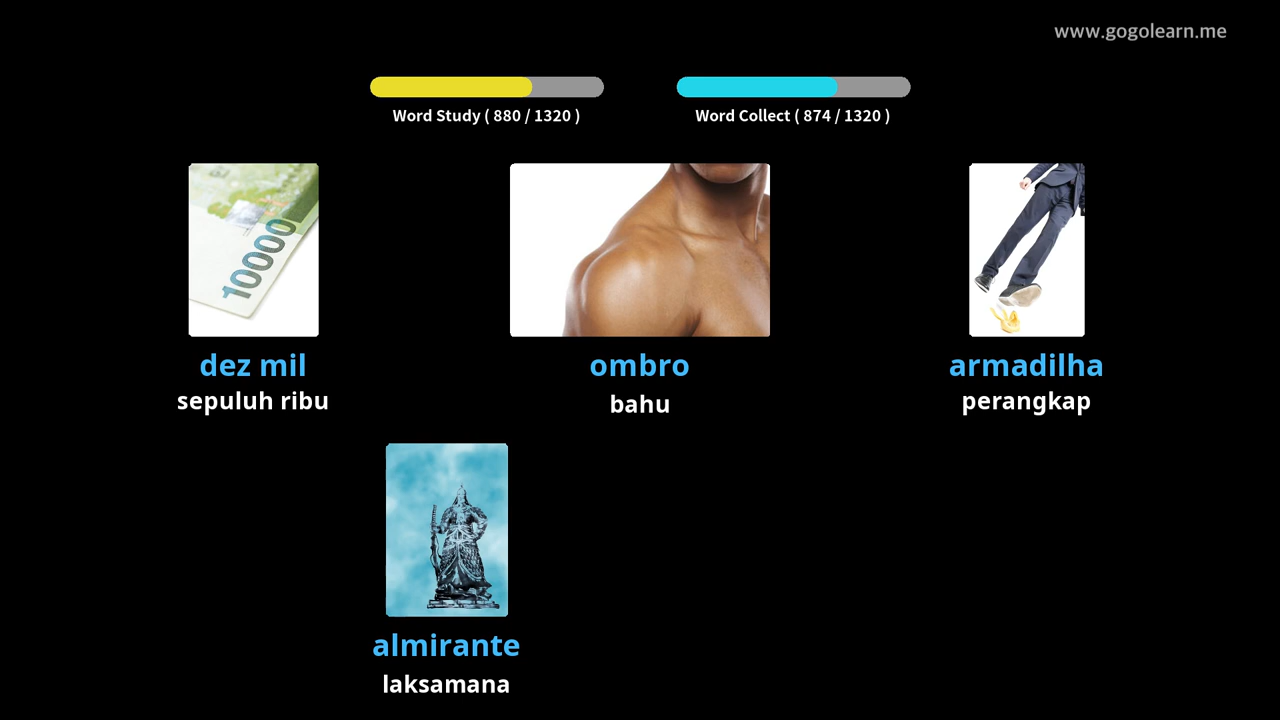 www.gogolearn.me
Word Study ( 880 / 1320 )
Word Collect ( 874 / 1320 )
10000
dez mil
sepuluh ribu
ombro
bahu
armadilha
perangkap
almirante
laksamana